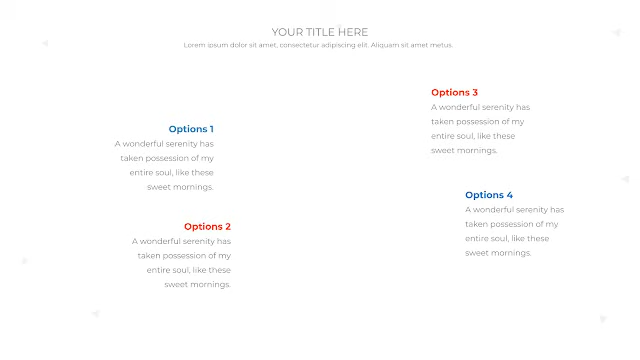 YOUR TITLE HERE
Lorem ipsum dolor sit amet, consectetur adipiscing elit. Aliquam sit amet metus.
Options 1
A wonderful serenity has
taken possession of my
entire soul, like these
sweet mornings.
Options 2
A wonderful serenity has
taken possession of my
entire soul, like these
sweet mornings.
Options 3
A wonderful serenity has
taken possession of my
entire soul, like these
sweet mornings.
Options 4
A wonderful serenity has
taken possession of my
entire soul, like these
sweet mornings.